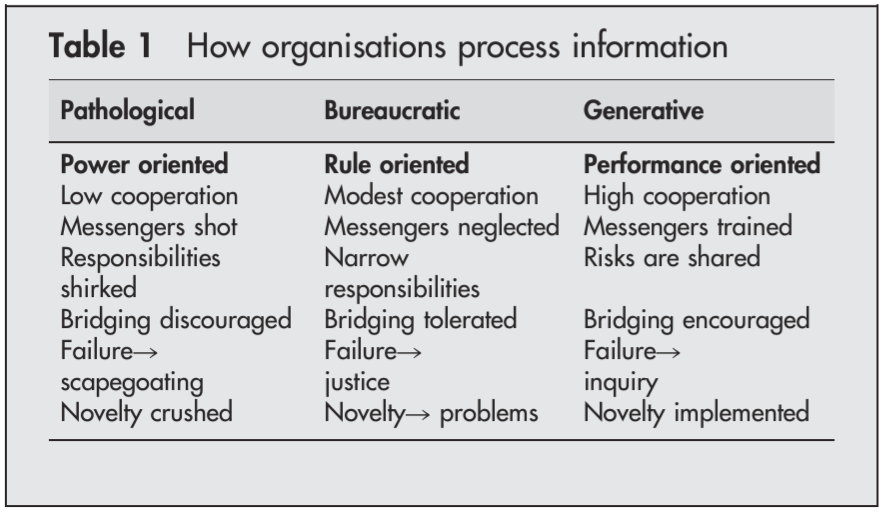 Table 1 How organisations process information
Pathological Bureaucratic Generative
Power oriented Rule oriented Performance oriented
Low cooperation Modest cooperation High cooperation
Messengers shot Messengers neglected Messengers trained
Responsibilities Narrow Risks are shared
shirked responsibilities
Bridging discouraged Bridging tolerated Bridging encouraged
Failure→ Failure→ Failure→
scapegoating justice inquiry
Novelty crushed Novelty→ problems Novelty implemented